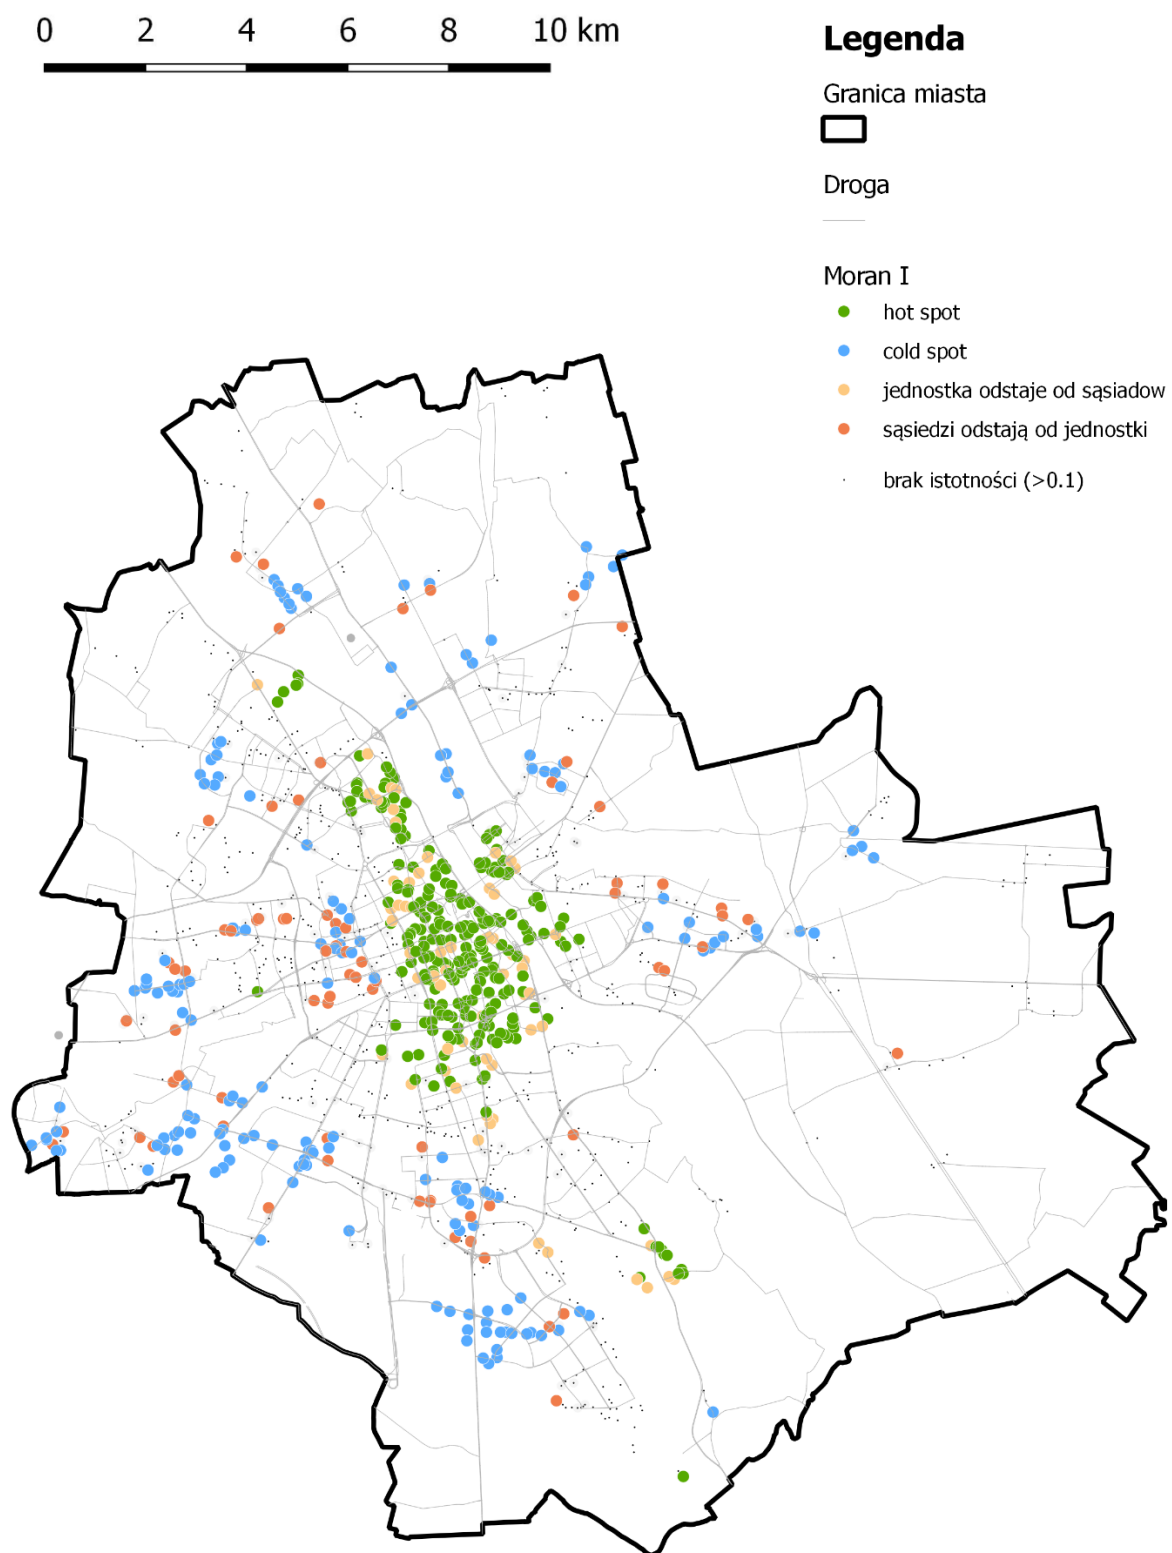 0 2 4 6 8 10 km
Legenda
Granica miasta
Droga
Moran I
hot spot
cold spot
jednostka odstaje od sąsiadow
sąsiedzi odstają od jednostki
brak istotności (>0.1)